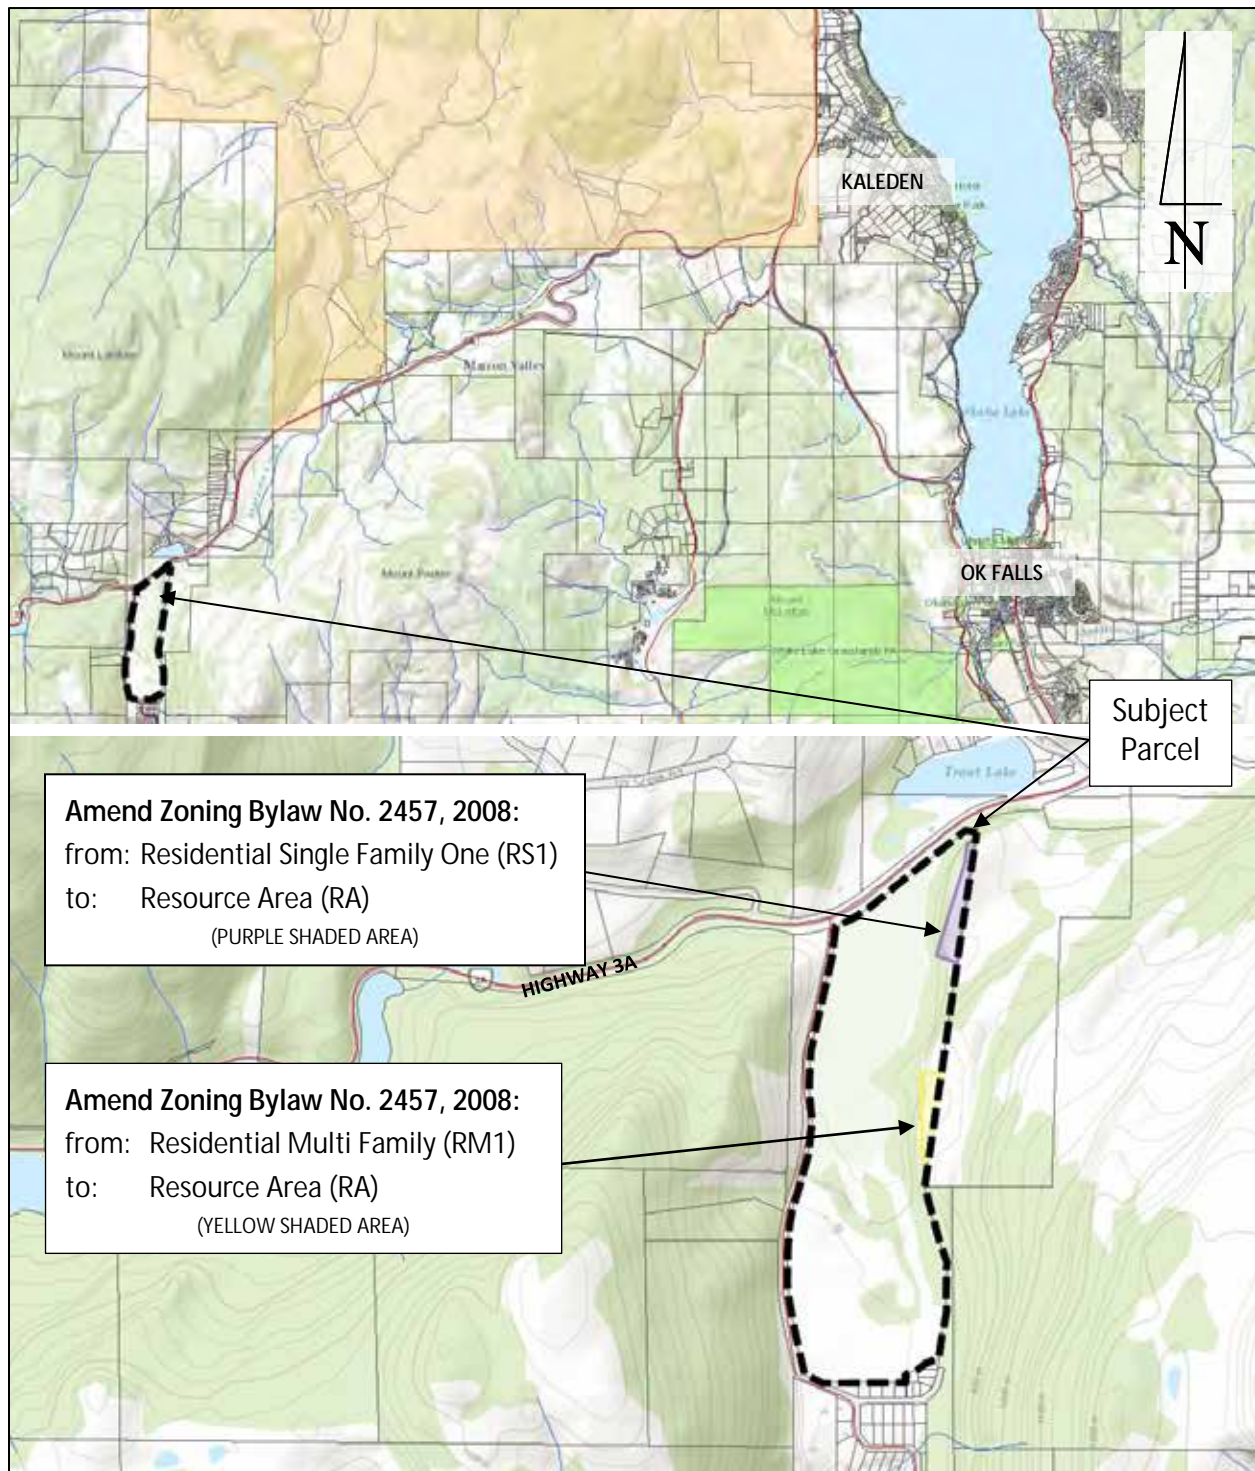 KALEDEN
N
Marron Valley
OK FALLS
Subject
Parcel
Trout Lake
Amend Zoning Bylaw No. 2457, 2008:
from: Residential Single Family One (RS1)
to: Resource Area (RA)
(PURPLE SHADED AREA)
HIGHWAY 3A
Amend Zoning Bylaw No. 2457, 2008:
from: Residential Multi Family (RM1)
to: Resource Area (RA)
(YELLOW SHADED AREA)